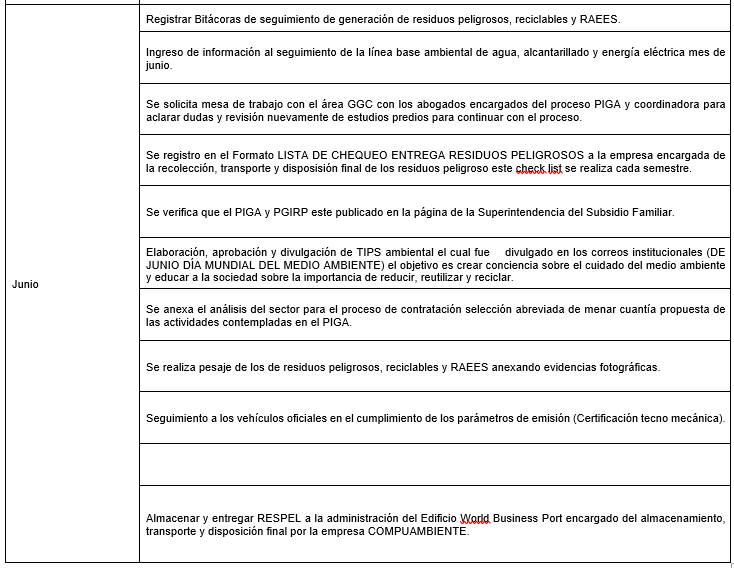 Registrar Bitácoras de seguimiento de generación de residuos peligrosos, reciclables y RAEES.
Ingreso de información al seguimiento de la línea base ambiental de agua, alcantarillado y energía eléctrica mes de
junio.
Se solicita mesa de trabajo con el área GGC con los abogados encargados del proceso PIGA y coordinadora para
aclarar dudas y revisión nuevamente de estudios predios para continuar con el proceso.
Se registro en el Formato LISTA DE CHEQUEO ENTREGA RESIDUOS PELIGROSOS a la empresa encargada de
la recolección, transporte y disposisión final de los residuos peligroso este check list se realiza cada semestre.
Se verifica que el PIGA y PGIRP este publicado en la página de la Superintendencia del Subsidio Familiar.
Junio
Elaboración, aprobación y divulgación de TIPS ambiental el cual fue divulgado en los correos institucionales (DE
JUNIO DÍA MUNDIAL DEL MEDIO AMBIENTE) el objetivo es crear conciencia sobre el cuidado del medio ambiente
y educar a la sociedad sobre la importancia de reducir, reutilizar y reciclar.
Se anexa el análisis del sector para el proceso de contratación selección abreviada de menar cuantía propuesta de
las actividades contempladas en el PIGA.
Se realiza pesaje de los de residuos peligrosos, reciclables y RAEES anexando evidencias fotográficas.
Seguimiento a los vehículos oficiales en el cumplimiento de los parámetros de emisión (Certificación tecno mecánica).
Almacenar y entregar RESPEL a la administración del Edificio World Business Port encargado del almacenamiento,
transporte y disposición final por la empresa COMPUAMBIENTE.